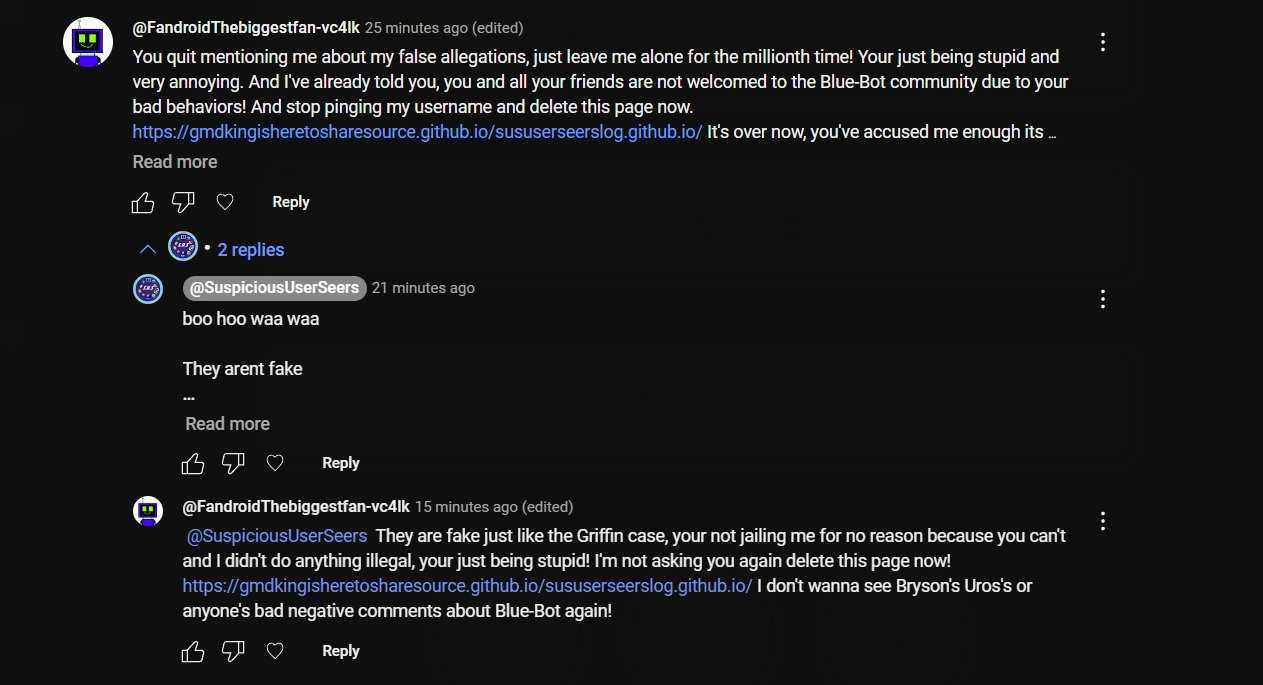 @FandroidThebiggestfan-vc4lk 25 minutes ago (edited)
You quit mentioning me about my false allegations, just leave me alone for the millionth time! Your just being stupid and
very annoying. And I've already told you, you and all your friends are not welcomed to the Blue-Bot community due to your
bad behaviors! And stop pinging my username and delete this page now.
https://gmdkingisheretosharesource.github.io/sususerseerslog.github.io/ It's over now, you've accused me enough its ...
Read more
Reply
• 2 replies
@SuspiciousUserSeers 21 minutes ago
boo hoo waa waa
They arent fake
...
Read more
Reply
@FandroidThebiggestfan-vc4lk 15 minutes ago (edited)
@SuspiciousUserSeers They are fake just like the Griffin case, your not jailing me for no reason because you can't
and I didn't do anything illegal, your just being stupid! I'm not asking you again delete this page now!
https://gmdkingisheretosharesource.github.io/sususerseerslog.github.io/ I don't wanna see Bryson's Uros's or
anyone's bad negative comments about Blue-Bot again!
Reply
Save
Exit